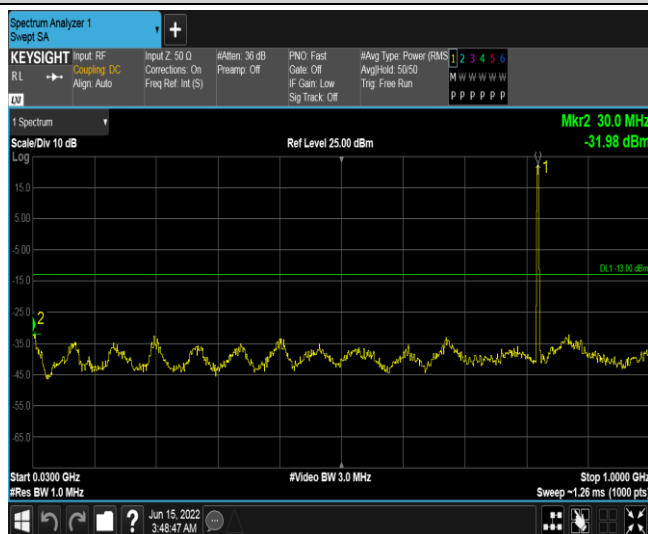 Spectrum Analyzer 1
Swept SA
+
KEYSIGHT
RL
LXI
Input: RF
Coupling: DC
Align: Auto
Input Z: 50 Ω
Corrections: On
Freq Ref: Int (S)
#Atten: 36 dB
Preamp: Off
PNO: Fast
Gate: Off
IF Gain: Low
Sig Track: Off
#Avg Type: Power (RMS
Avg|Hold: 50/50
Trig: Free Run
1 2 3 4 5 6
M W W W W W
P P P P P P
1 Spectrum
Mkr2 30.0 MHz
Scale/Div 10 dB
Ref Level 25.00 dBm
-31.98 dBm
Log
1
15.0
5.00
-5.00
DL1 -13.00 dBm
-15.0
-25.0
2
-35.0
-45.0
-55.0
-65.0
Start 0.0300 GHz
#Video BW 3.0 MHz
Stop 1.0000 GHz
#Res BW 1.0 MHz
Sweep ~1.26 ms (1000 pts)
?
Jun 15, 2022
3:48:47 AM